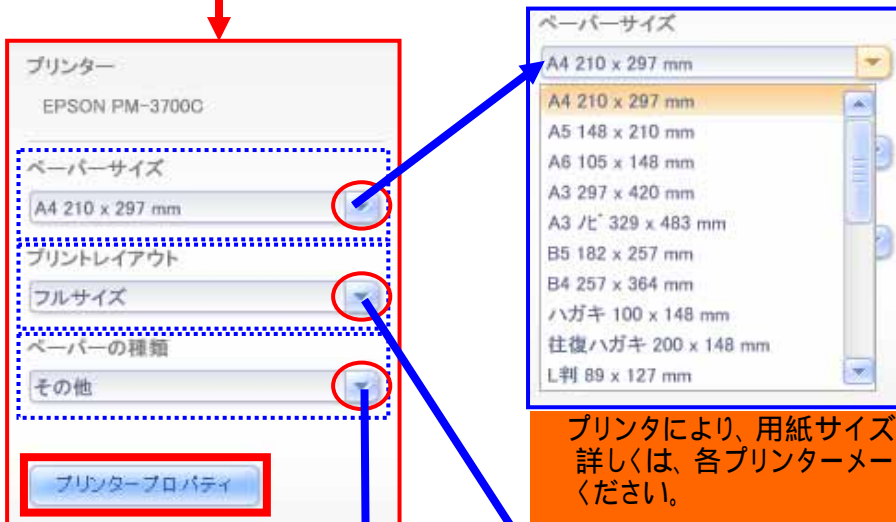 プリンター
EPSON PM-3700C
ペーパーサイズ
A4 210 x 297 mm
プリントレイアウト
フルサイズ
ペーパーの種類
その他
プリンタープロパティ
ペーパーサイズ
A4 210 x 297 mm
A4 210 x 297 mm
A5 148 x 210 mm
A6 105 x 148 mm
A3 297 x 420 mm
A3 ﾉﾋﾞ 329 x 483 mm
B5 182 x 257 mm
B4 257 x 364 mm
ハガキ 100 x 148 mm
往復ハガキ 200 x 148 mm
L判 89 x 127 mm
プリンタにより、用紙サイズ
詳しくは、各プリンターメー
ください。